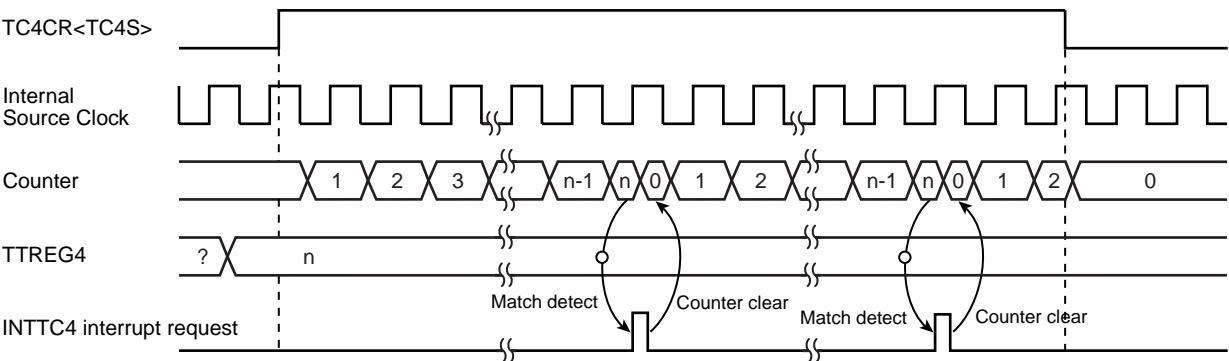 TC4CR<TC4S>
Internal
Source Clock
Counter 1 2 3 n-1 n 0 1 2 n-1 n 0 1 2 0
TTREG4 ? n
Match detect Counter clear Match detect Counter clear
INTTC4 interrupt request